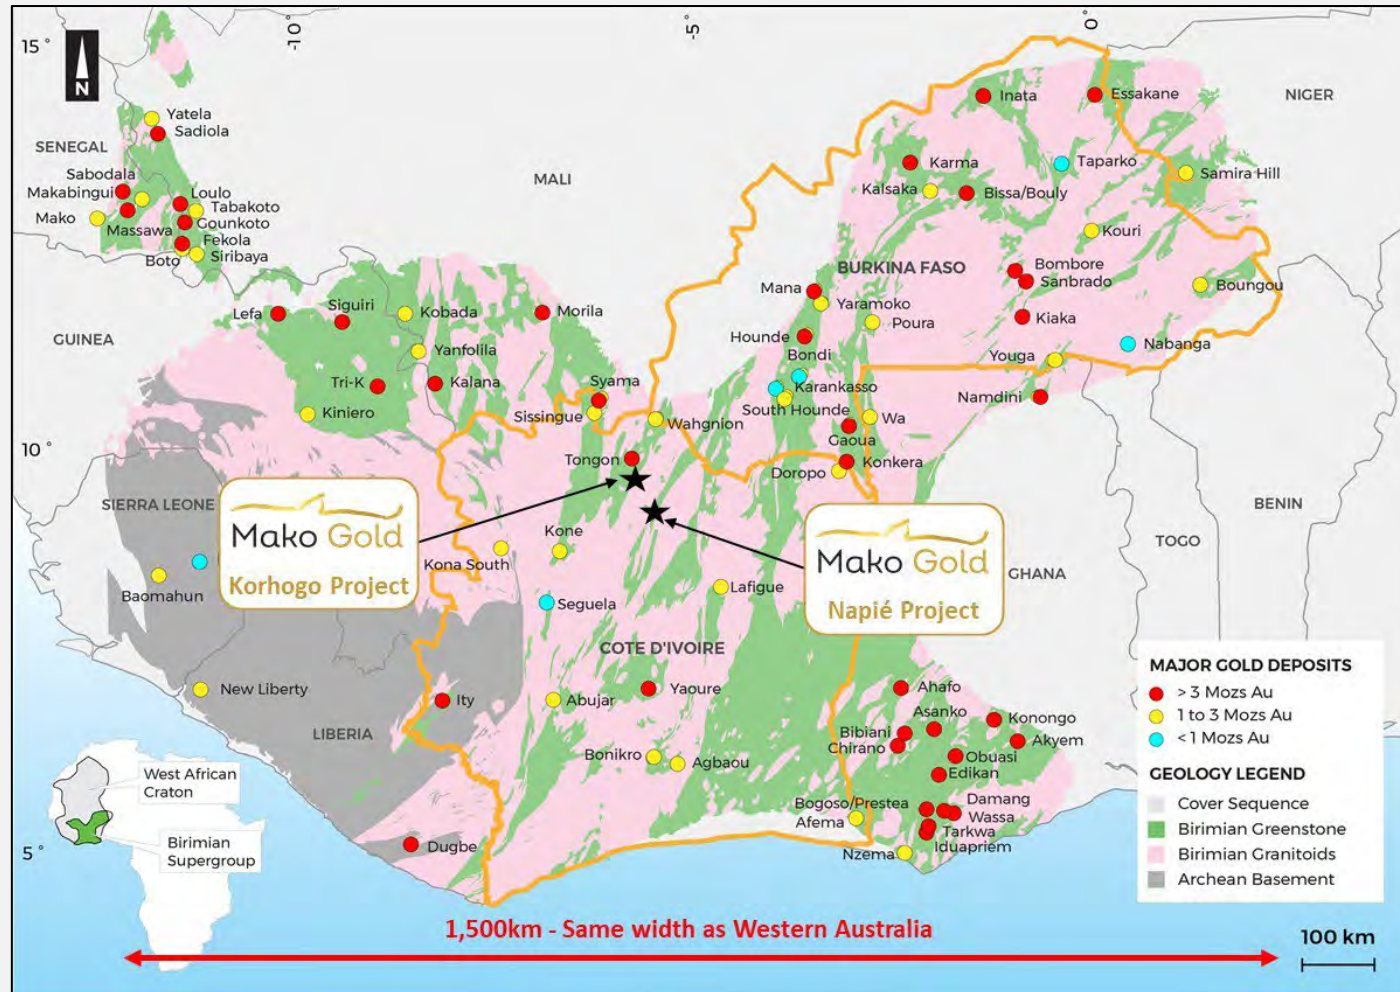 -10°
-5°
0°
15°
N
10°
5°
Yatela
Sadiola
SENEGAL
Sabodala
Makabingui
Loulo
Tabakoto
Mako
Massawa
Gounkoto
Fekola
Boto
Siribaya
MALI
NIGER
Inata
Essakane
Karma
Taparko
Samira Hill
Kalsaka
Bissa/Bouly
Kouri
BURKINA FASO
Bombore
Sanbrado
Boungou
Mana
Yaramoko
Kiaka
Poura
Hounde
Nabanga
Bondi
Youga
Karankasso
Namdini
South Hounde
Wa
Gaoua
Konkera
Doropo
Lefa
Siguiri
Kobada
Morila
GUINEA
Yanfolila
Tri-K
Kalana
Syama
Kiniero
Sissingue
Wahgnion
Tongon
SIERRA LEONE
Mako Gold
Korhogo Project
Mako Gold
Napié Project
BENIN
TOGO
GHANA
Kone
Kona South
Baomahun
Seguela
Lafigue
COTE D'IVOIRE
New Liberty
Ity
Abujar
Yaoure
LIBERIA
Bonikro
Agbaou
Ahafo
Asanko
Konongo
Bibiani
Chirano
Akyem
Obuasi
Edikan
Bogoso/Prestea
Damang
Afema
Wassa
Tarkwa
Iduapriem
Nzema
Dugbe
West African
Craton
Birimian
Supergroup
MAJOR GOLD DEPOSITS
> 3 Mozs Au
1 to 3 Mozs Au
< 1 Mozs Au
GEOLOGY LEGEND
Cover Sequence
Birimian Greenstone
Birimian Granitoids
Archean Basement
1,500km - Same width as Western Australia
100 km